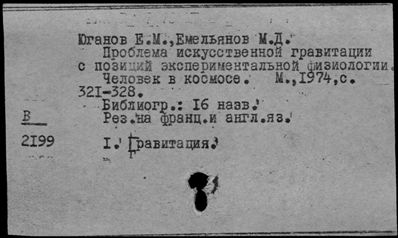 Юганов Е.М.,Емельянов М.Д.
Проблема искусственной гравитации
с позиций экспериментальной физиологии.
Человек в космосе. М.,1974,с.
321-328.
Библиогр.: 16 назв.
Рез.на франц.и англ.яз.
В
2199
I. Гравитация.